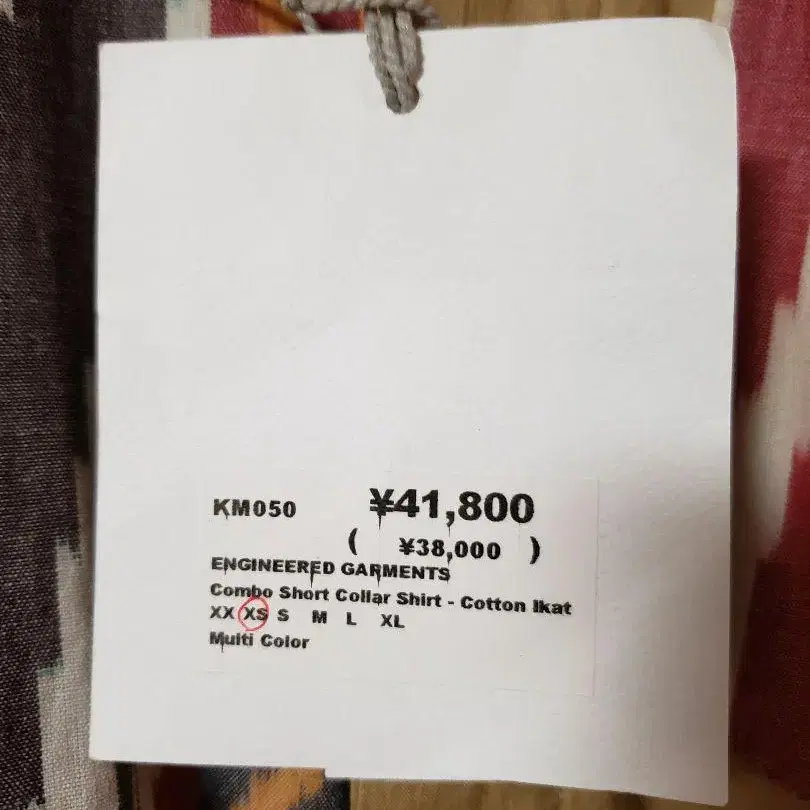 KM050 ¥41,800
( ¥38,000 )
ENGINEERED GARMENTS
Combo Short Collar Shirt - Cotton Ikat
XX XS S M L XL
Multi Color